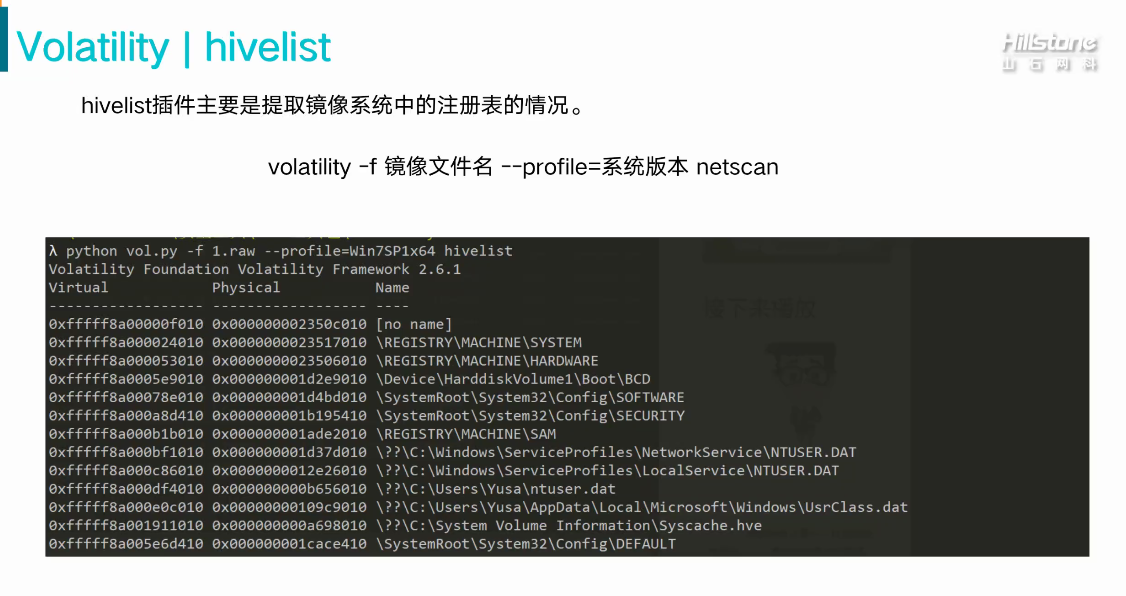 Volatility | hivelist
Hillstone
山石网科
hivelist插件主要是提取镜像系统中的注册表的情况。
volatility -f 镜像文件名 --profile=系统版本 netscan
λ python vol.py -f 1.raw --profile=Win7SP1x64 hivelist
Volatility Foundation Volatility Framework 2.6.1
Virtual            Physical           Name
------------------ ------------------ ----
0xfffff8a00000f010 0x000000002350c010 [no name]
0xfffff8a000024010 0x0000000023517010 \REGISTRY\MACHINE\SYSTEM
0xfffff8a000053010 0x0000000023506010 \REGISTRY\MACHINE\HARDWARE
0xfffff8a0005e9010 0x000000001d2e9010 \Device\HarddiskVolume1\Boot\BCD
0xfffff8a00078e010 0x000000001d4bd010 \SystemRoot\System32\Config\SOFTWARE
0xfffff8a000a8d410 0x000000001b195410 \SystemRoot\System32\Config\SECURITY
0xfffff8a000b1b010 0x000000001ade2010 \REGISTRY\MACHINE\SAM
0xfffff8a000bf1010 0x000000001d37d010 \??\C:\Windows\ServiceProfiles\NetworkService\NTUSER.DAT
0xfffff8a000c86010 0x0000000012e26010 \??\C:\Windows\ServiceProfiles\LocalService\NTUSER.DAT
0xfffff8a000df4010 0x000000000b656010 \??\C:\Users\Yusa\ntuser.dat
0xfffff8a000e0c010 0x00000000109c9010 \??\C:\Users\Yusa\AppData\Local\Microsoft\Windows\UsrClass.dat
0xfffff8a001911010 0x000000000a698010 \??\C:\System Volume Information\Syscache.hve
0xfffff8a005e6d410 0x000000001cace410 \SystemRoot\System32\Config\DEFAULT
接下来播放